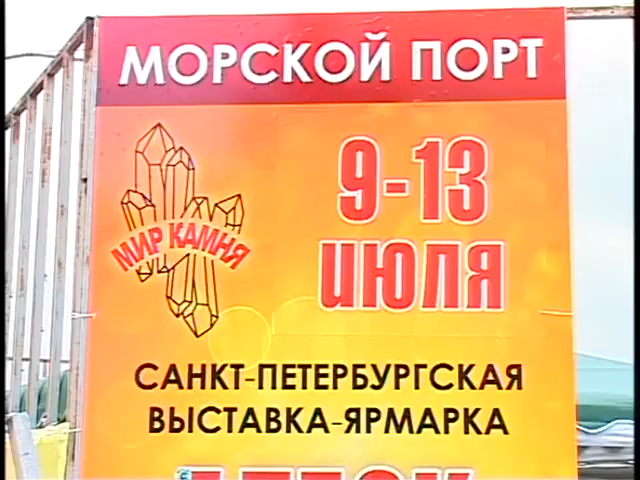 МОРСКОЙ ПОРТ
9-13
ИЮЛЯ
МИР КАМНЯ
САНКТ-ПЕТЕРБУРГСКАЯ
ВЫСТАВКА-ЯРМАРКА